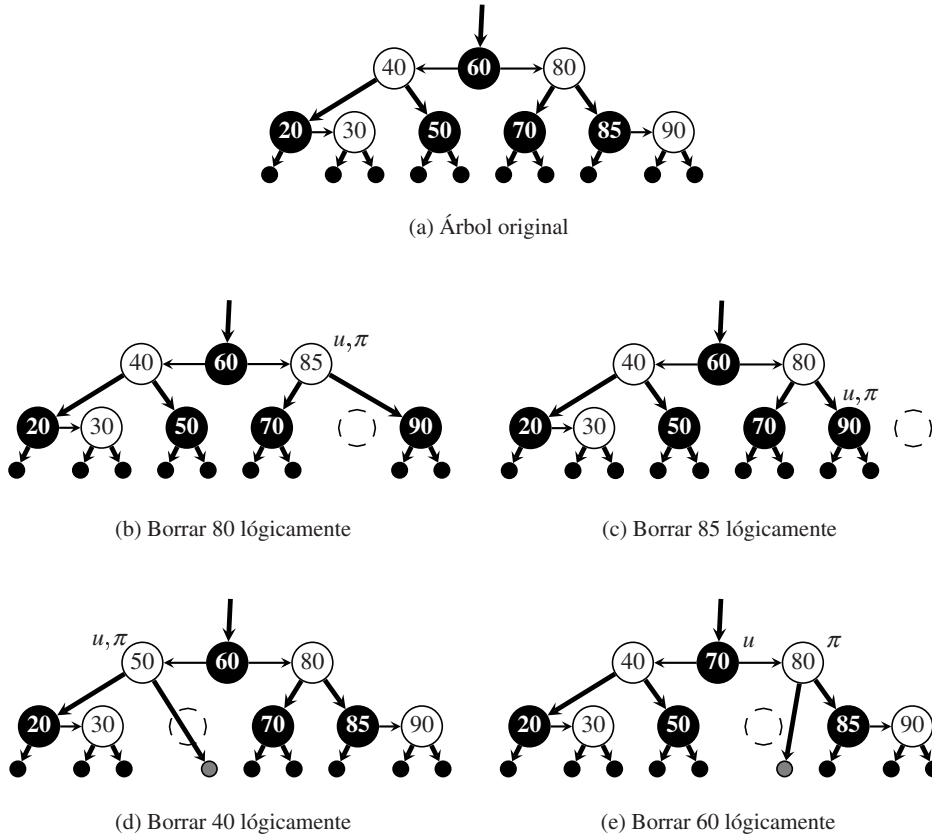 40 60 80
20 30 50 70 85 90
(a) Árbol original
u, π
40 60 85
20 30 50 70 90
(b) Borrar 80 lógicamente
40 60 80
u, π
20 30 50 70 90
(c) Borrar 85 lógicamente
u, π
50 60 80
20 30 70 85 90
(d) Borrar 40 lógicamente
u π
40 70 80
20 30 50 85 90
(e) Borrar 60 lógicamente